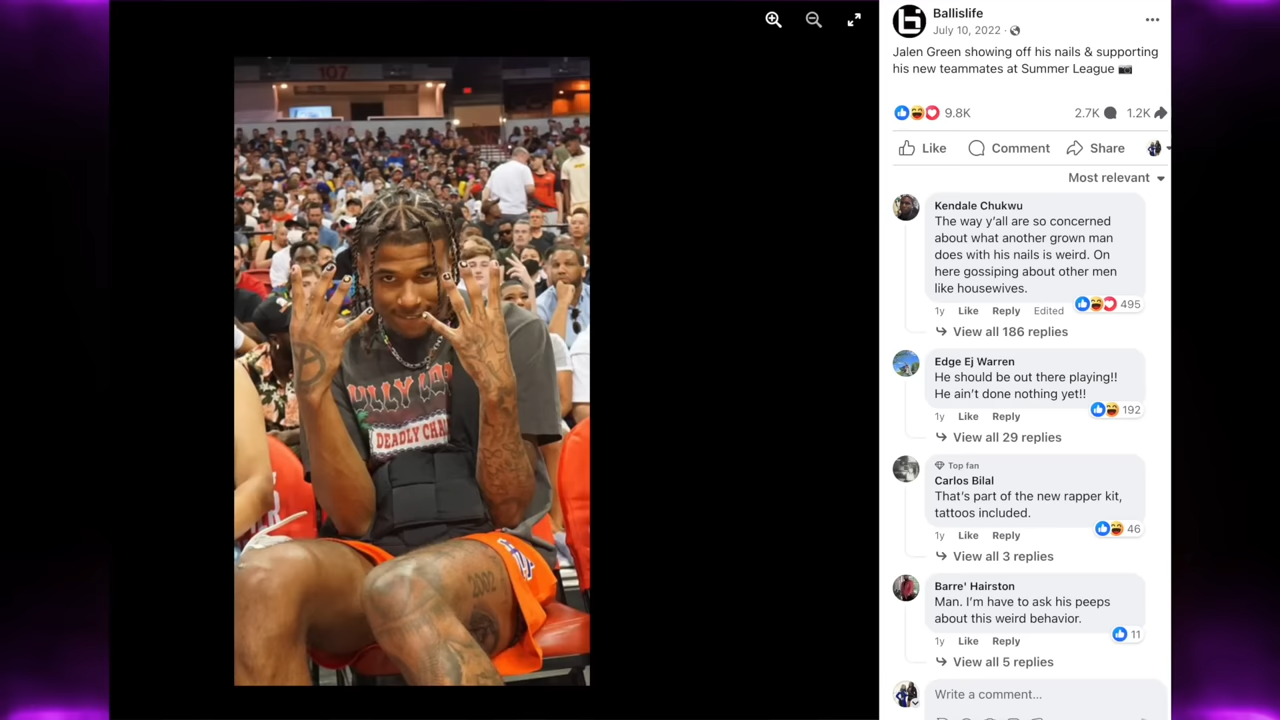 107
DEADLY
2002
Ballislife
July 10, 2022 ·
Jalen Green showing off his nails & supporting
his new teammates at Summer League
9.8K
2.7K
1.2K
Like
Comment
Share
Most relevant
Kendale Chukwu
The way y'all are so concerned
about what another grown man
does with his nails is weird. On
here gossiping about other men
like housewives.
495
1y Like Reply Edited
View all 186 replies
Edge Ej Warren
He should be out there playing!!
He ain't done nothing yet!!
192
1y Like Reply
View all 29 replies
Top fan
Carlos Bilal
That's part of the new rapper kit,
tattoos included.
46
1y Like Reply
View all 3 replies
Barre' Hairston
Man. I'm have to ask his peeps
about this weird behavior.
11
1y Like Reply
View all 5 replies
Write a comment...